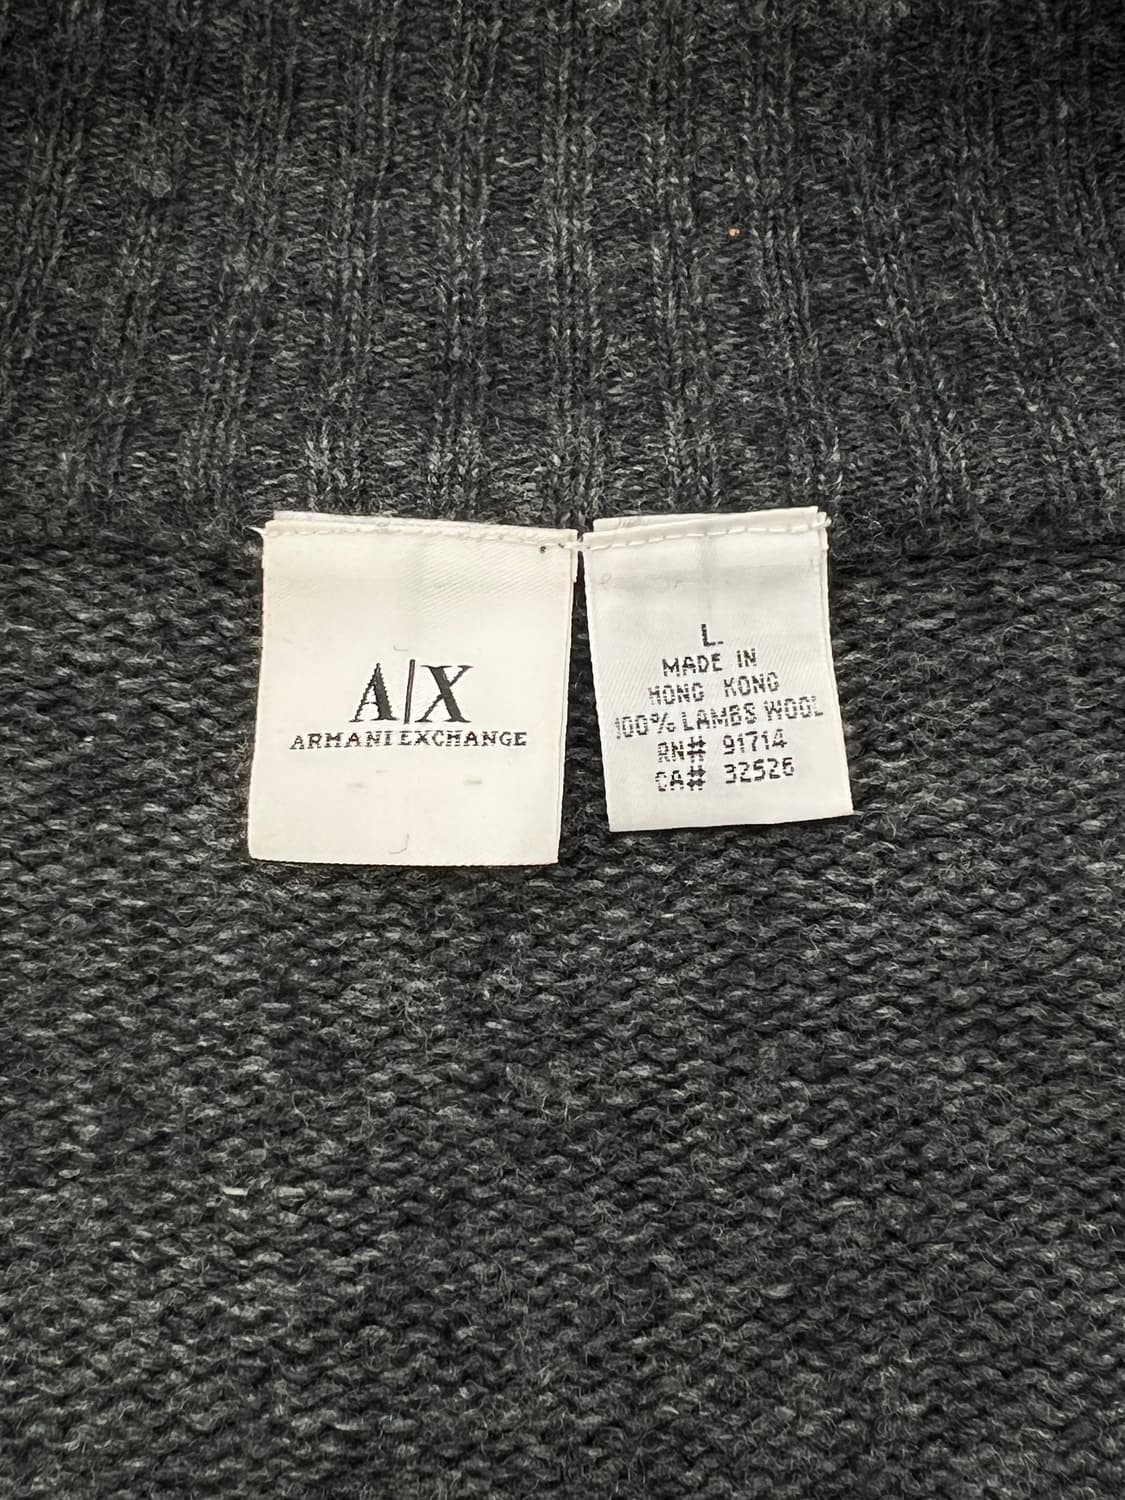 A|X
ARMANI EXCHANGE
L.
MADE IN
HONG KONG
100% LAMBS WOOL
RN# 91714
CA# 32526